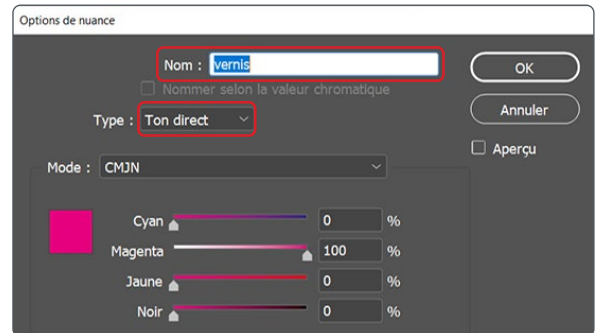 Options de nuance
Nom : vernis
Nommer selon la valeur chromatique
Type : Ton direct
OK
Annuler
Aperçu
Mode : CMJN
Cyan 0 %
Magenta 100 %
Jaune 0 %
Noir 0 %